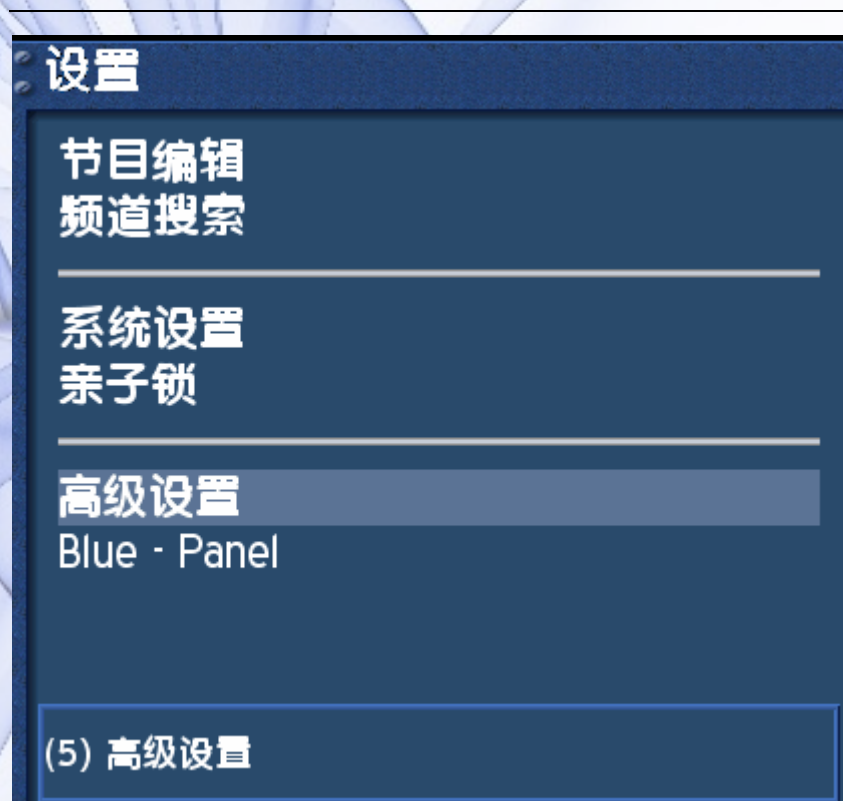 设置
节目编辑
频道搜索
系统设置
亲子锁
高级设置
Blue - Panel
(5) 高级设置